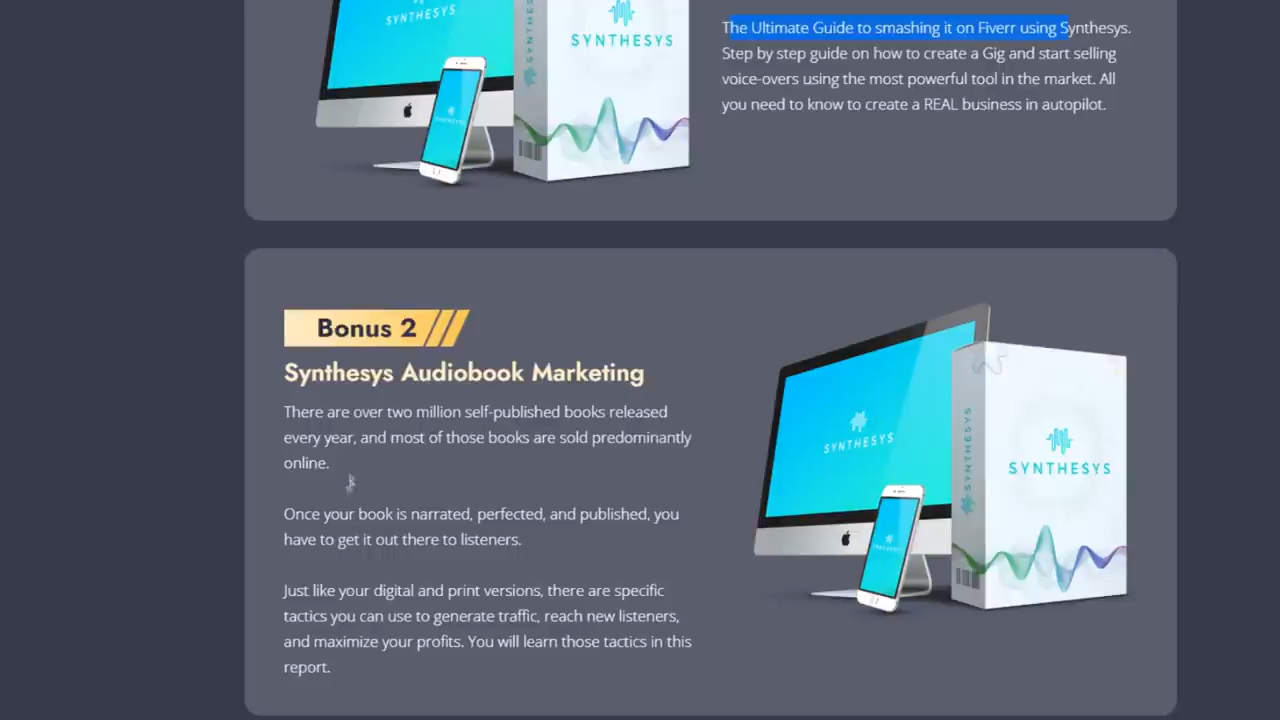 SYNTHESYS
SYNTHESYS
SYNTHESYS
The Ultimate Guide to smashing it on Fiverr using Synthesys.
Step by step guide on how to create a Gig and start selling
voice-overs using the most powerful tool in the market. All
you need to know to create a REAL business in autopilot.
Bonus 2
Synthesys Audiobook Marketing
There are over two million self-published books released
every year, and most of those books are sold predominantly
online.
Once your book is narrated, perfected, and published, you
have to get it out there to listeners.
Just like your digital and print versions, there are specific
tactics you can use to generate traffic, reach new listeners,
and maximize your profits. You will learn those tactics in this
report.
SYNTHESYS
SYNTHESYS
SYNTHESYS